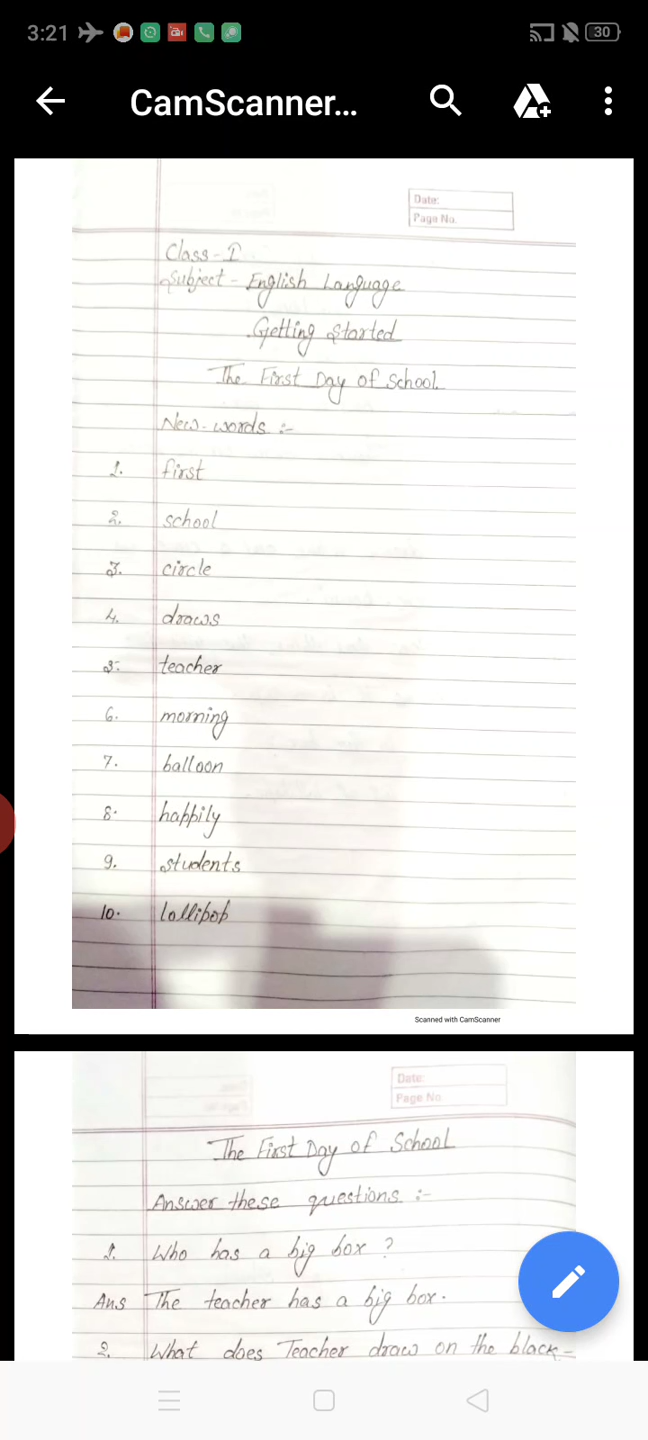 3:21
30
CamScanner...
Date:
Page No.
Class - I
Subject - English Language
Getting Started
The First Day of School
New words :-
1. first
2. school
3. circle
4. draws
5. teacher
6. morning
7. balloon
8. happily
9. students
10. lollipop
Scanned with CamScanner
Date:
Page No.
The First Day of School
Answer these questions :-
1. Who has a big box ?
Ans The teacher has a big box.
2. What does Teacher draw on the black-